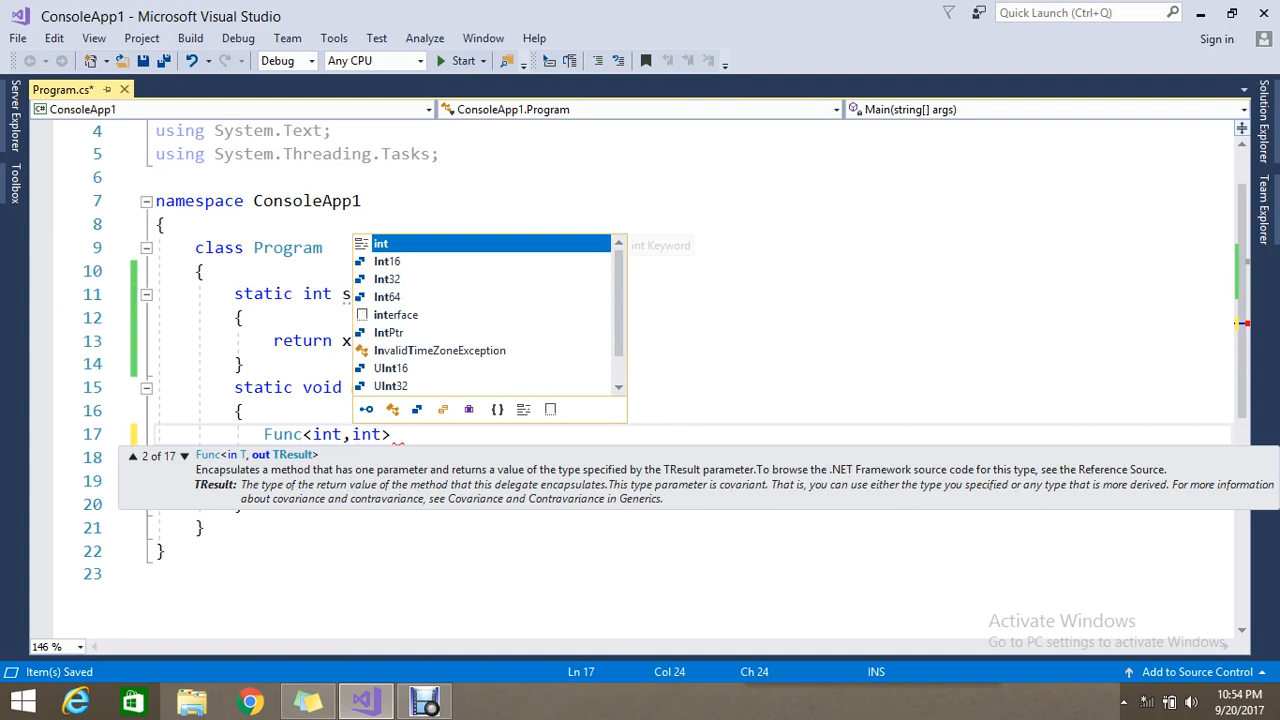 ConsoleApp1 - Microsoft Visual Studio
Quick Launch (Ctrl+Q)
File Edit View Project Build Debug Team Tools Test Analyze Window Help
Sign in
Debug Any CPU Start
Program.cs*
ConsoleApp1 ConsoleApp1.Program Main(string[] args)
Server Explorer
Toolbox
Solution Explorer
Team Explorer
4 using System.Text;
5 using System.Threading.Tasks;
6
7 namespace ConsoleApp1
8 {
9 class Program
10 {
11 static int s
12 {
13 return x
14 }
15 static void
16 {
17 Func<int,int>
18
19
20
21 }
22 }
23
int
int Keyword
Int16
Int32
Int64
interface
IntPtr
InvalidTimeZoneException
UInt16
UInt32
2 of 17 Func<in T, out TResult>
Encapsulates a method that has one parameter and returns a value of the type specified by the TResult parameter.To browse the .NET Framework source code for this type, see the Reference Source.
TResult: The type of the return value of the method that this delegate encapsulates.This type parameter is covariant. That is, you can use either the type you specified or any type that is more derived. For more information
about covariance and contravariance, see Covariance and Contravariance in Generics.
Activate Windows
Go to PC settings to activate Windows.
146 %
Item(s) Saved Ln 17 Col 24 Ch 24 INS Add to Source Control
10:54 PM
9/20/2017